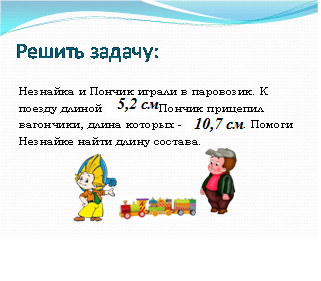 Решить задачу:
Незнайка и Пончик играли в паровозик. К
поезду длиной 5,2 см Пончик прицепил
вагончики, длина которых - 10,7 см. Помоги
Незнайке найти длину состава.